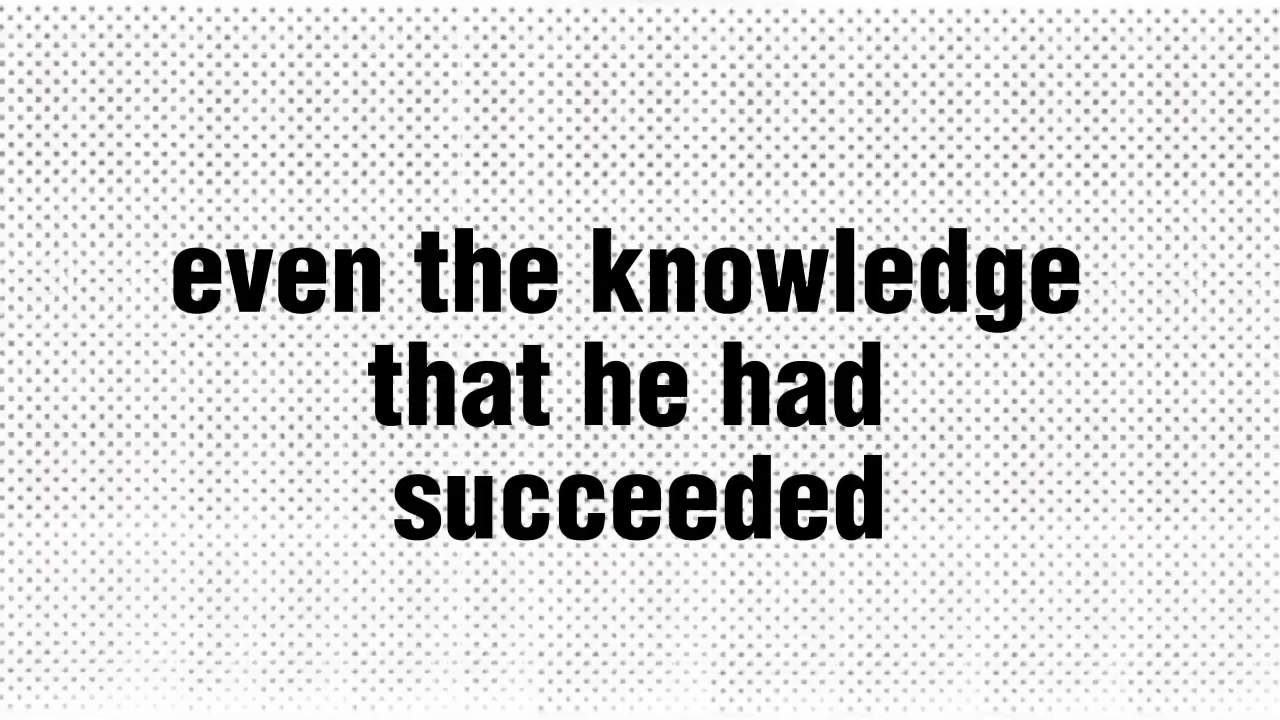 even the knowledge
that he had
succeeded